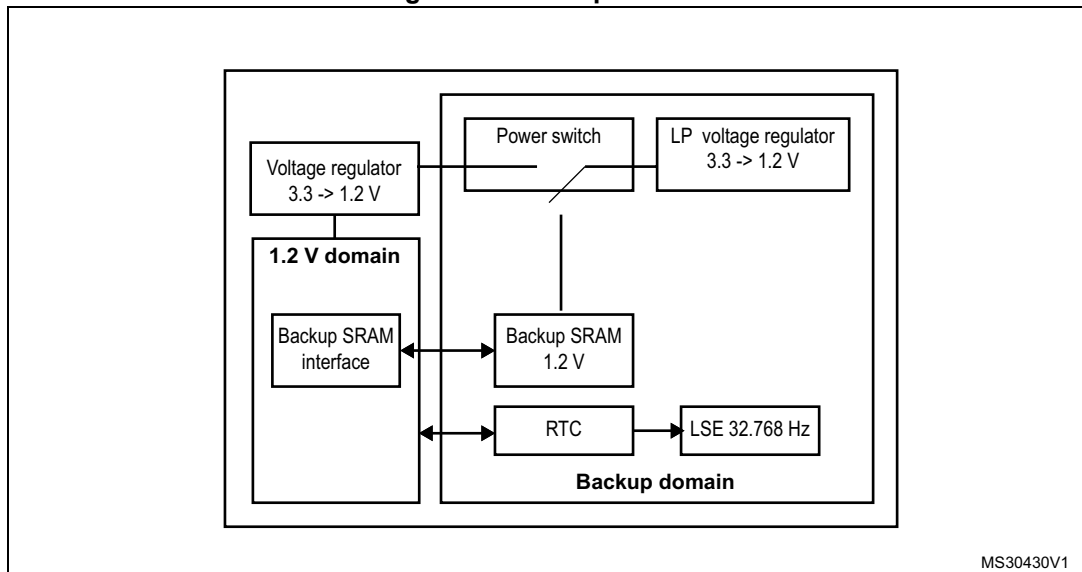 Power switch
LP voltage regulator
3.3 -> 1.2 V
Voltage regulator
3.3 -> 1.2 V
1.2 V domain
Backup SRAM
interface
Backup SRAM
1.2 V
RTC
LSE 32.768 Hz
Backup domain
MS30430V1